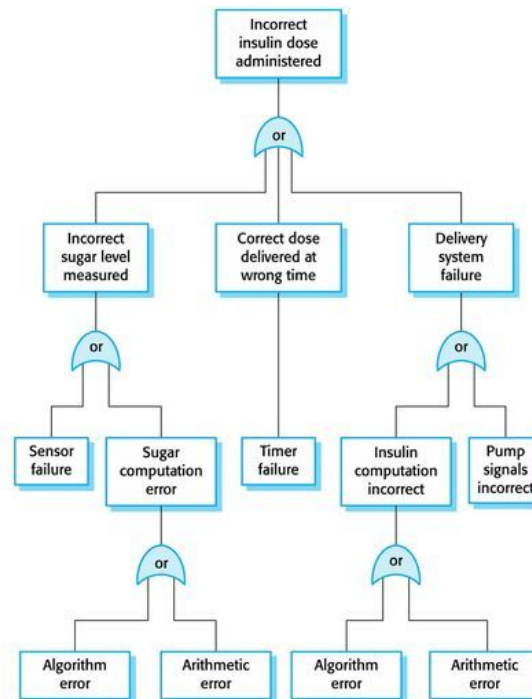 Incorrect
insulin dose
administered
or
Incorrect
sugar level
measured
Correct dose
delivered at
wrong time
Delivery
system
failure
or
or
Sensor
failure
Sugar
computation
error
Timer
failure
Insulin
computation
incorrect
Pump
signals
incorrect
or
or
Algorithm
error
Arithmetic
error
Algorithm
error
Arithmetic
error